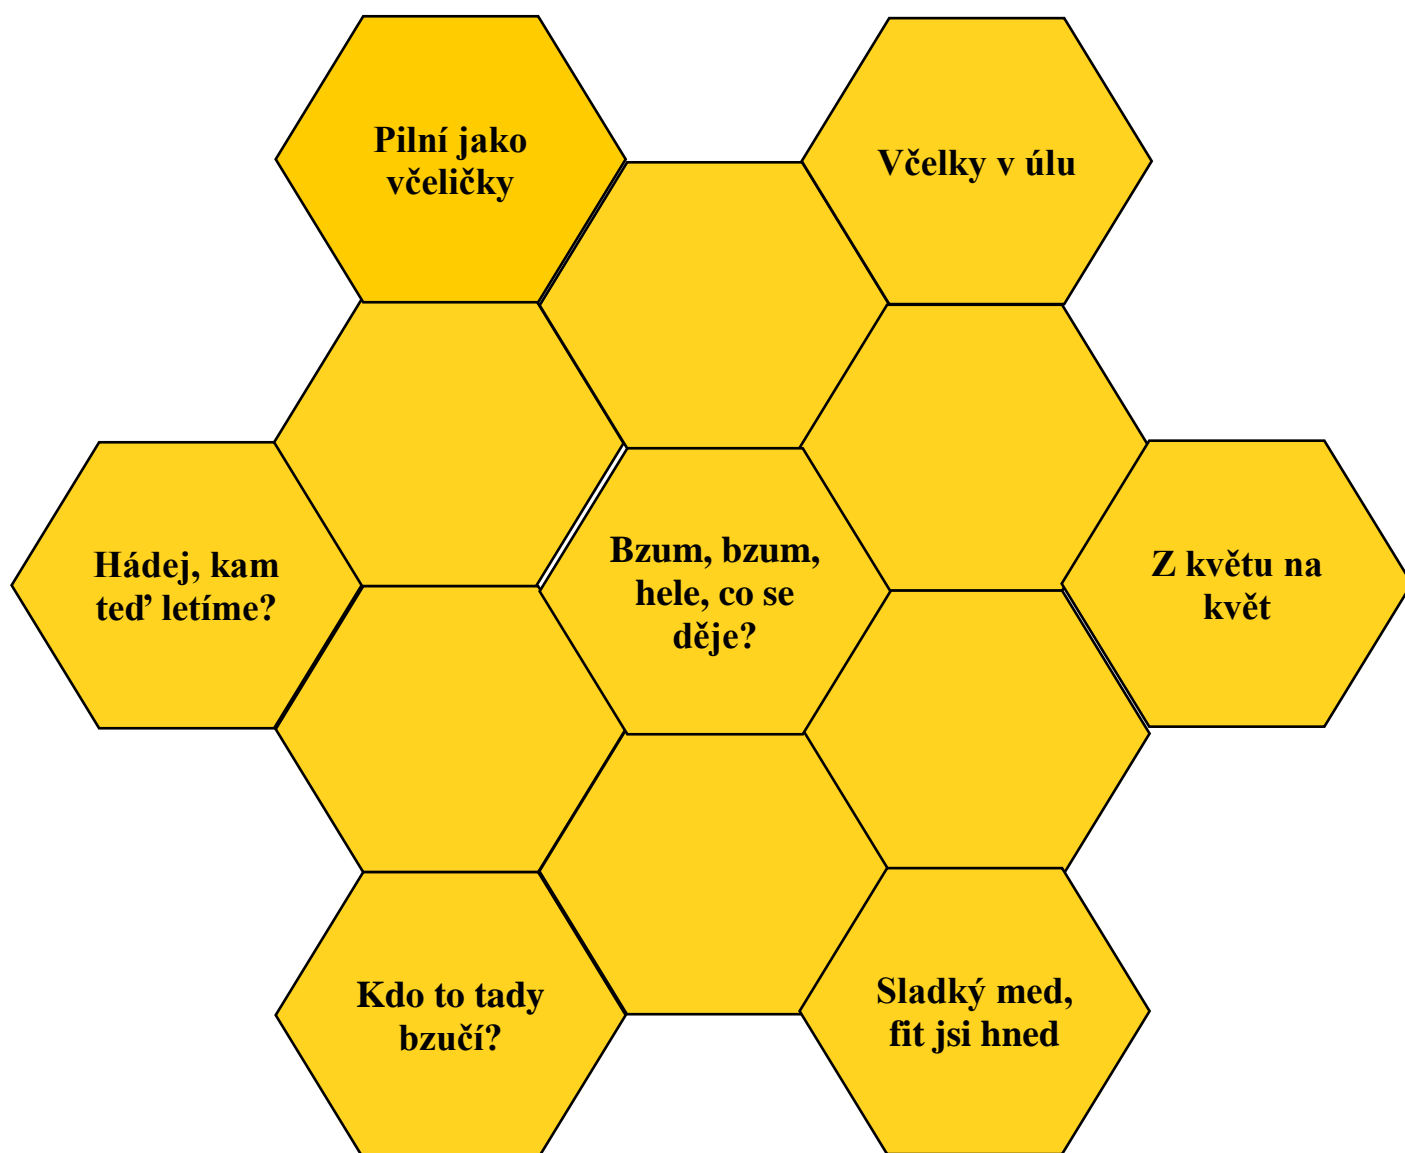 Pilní jako
včeličky
Včelky v úlu
Hádej, kam
teď letíme?
Bzum, bzum,
hele, co se
děje?
Z květu na
květ
Kdo to tady
bzučí?
Sladký med,
fit jsi hned